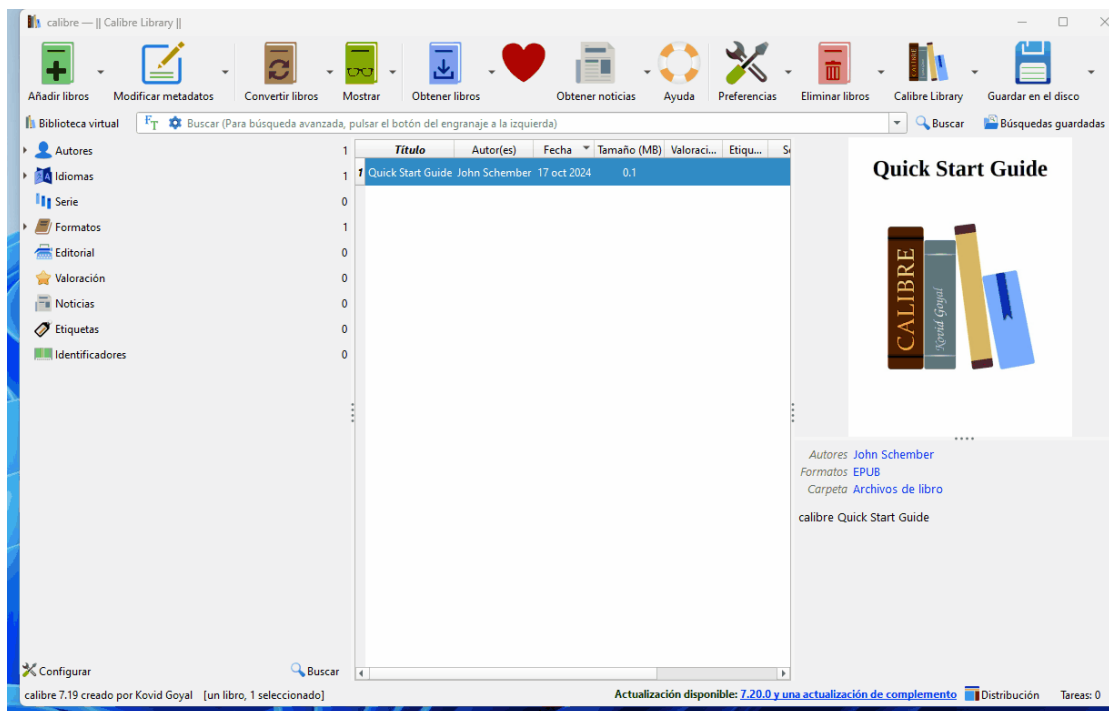 calibre — || Calibre Library ||
Añadir libros Modificar metadatos Convertir libros Mostrar Obtener libros Obtener noticias Ayuda Preferencias Eliminar libros Calibre Library Guardar en el disco
Biblioteca virtual FT Buscar (Para búsqueda avanzada, pulsar el botón del engranaje a la izquierda) Buscar Búsquedas guardadas
Autores 1
Idiomas 1
Serie 0
Formatos 1
Editorial 0
Valoración 0
Noticias 0
Etiquetas 0
Identificadores 0
Configurar Buscar
Título Autor(es) Fecha Tamaño (MB) Valoraci... Etiqu... S
1 Quick Start Guide John Schember 17 oct 2024 0.1
Quick Start Guide
CALIBRE
Kovid Goyal
Autores John Schember
Formatos EPUB
Carpeta Archivos de libro
calibre Quick Start Guide
calibre 7.19 creado por Kovid Goyal [un libro, 1 seleccionado] Actualización disponible: 7.20.0 y una actualización de complemento Distribución Tareas: 0